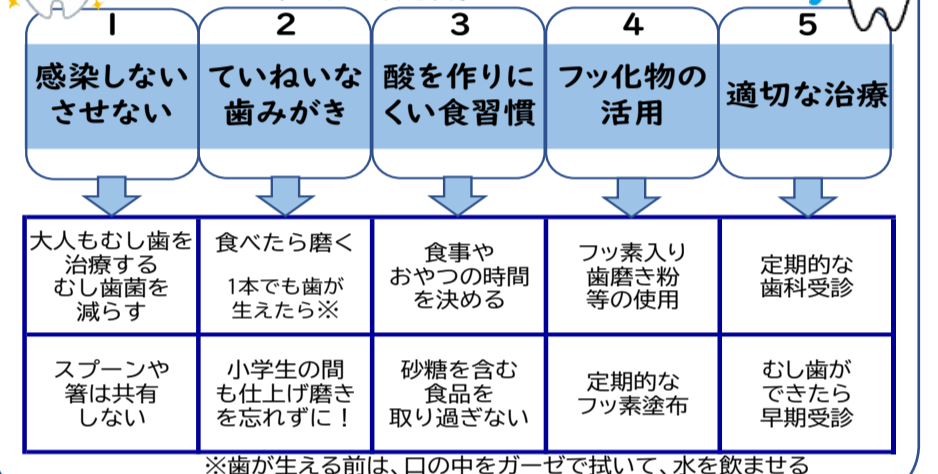 1
感染しない
させない
2
ていねいな
歯みがき
3
酸を作りに
くい食習慣
4
フッ化物の
活用
5
適切な治療
大人もむし歯を
治療する
むし歯菌を
減らす
食べたら磨く
1本でも歯が
生えたら※
食事や
おやつの時間
を決める
フッ素入り
歯磨き粉
等の使用
定期的な
歯科受診
スプーンや
箸は共有
しない
小学生の間
も仕上げ磨き
を忘れずに！
砂糖を含む
食品を
取り過ぎない
定期的な
フッ素塗布
むし歯が
できたら
早期受診
※歯が生える前は、口の中をガーゼで拭いて、水を飲ませる